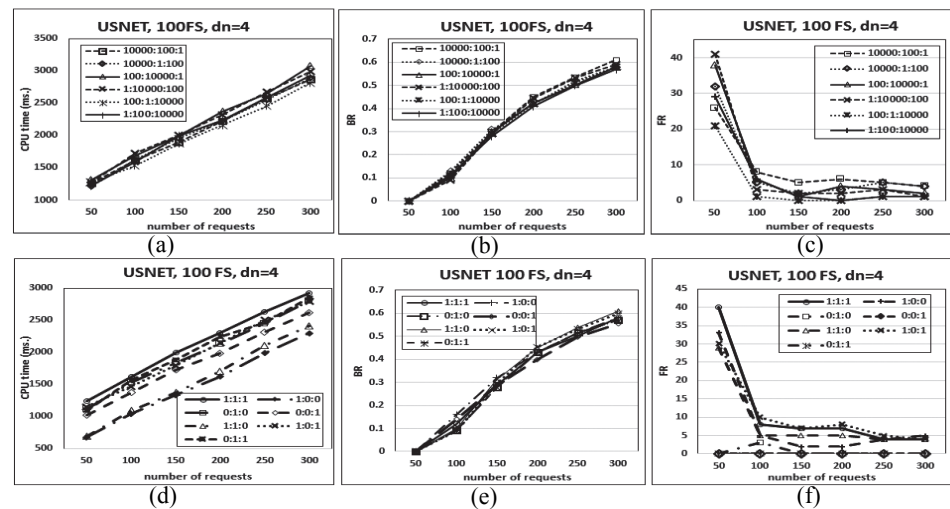 USNET, 100FS, dn=4
3500
3000
2500
2000
1500
1000
CPU time (ms.)
10000:100:1
10000:1:100
100:10000:1
1:10000:100
100:1:10000
1:100:10000
50 100 150 200 250 300
number of requests
(a)
USNET, 100FS, dn=4
0.7
0.6
0.5
0.4
0.3
0.2
0.1
0
BR
10000:100:1
10000:1:100
100:10000:1
1:10000:100
100:1:10000
1:100:10000
50 100 150 200 250 300
number of requests
(b)
USNET, 100FS, dn=4
40
30
20
10
0
FR
10000:100:1
10000:1:100
100:10000:1
1:10000:100
100:1:10000
1:100:10000
50 100 150 200 250 300
number of requests
(c)
USNET, 100 FS, dn=4
3000
2500
2000
1500
1000
500
CPU time (ms.)
1:1:1 1:0:0
0:1:0 0:0:1
1:1:0 1:0:1
0:1:1
50 100 150 200 250 300
number of requests
(d)
USNET 100 FS, dn=4
0.7
0.6
0.5
0.4
0.3
0.2
0.1
0
BR
1:1:1 1:0:0
0:1:0 0:0:1
1:1:0 1:0:1
0:1:1
50 100 150 200 250 300
number of requests
(e)
USNET 100 FS, dn=4
45
40
35
30
25
20
15
10
5
0
FR
1:1:1 1:0:0
0:1:0 0:0:1
1:1:0 1:0:1
0:1:1
50 100 150 200 250 300
number of requests
(f)